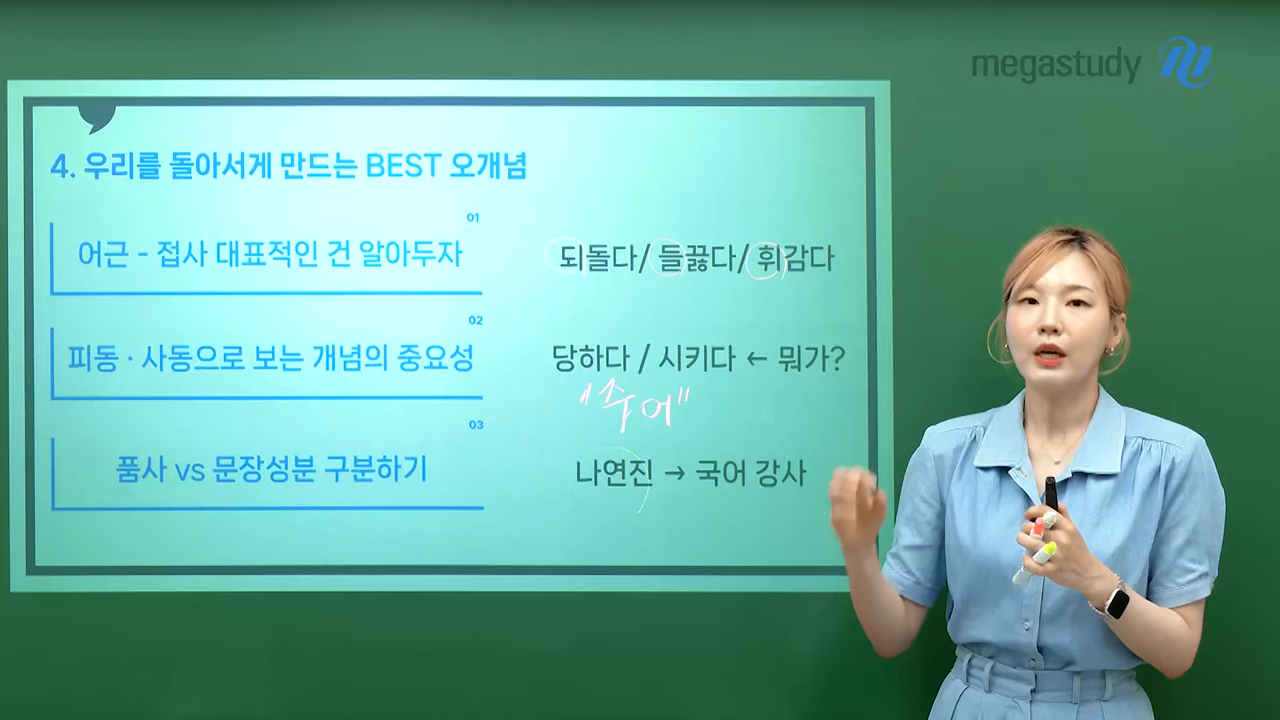 megastudy
4. 우리를 돌아서게 만드는 BEST 오개념
01
어근 - 접사 대표적인 건 알아두자
되돌다/ 들끓다/ 휘감다
02
피동 · 사동으로 보는 개념의 중요성
당하다 / 시키다 ← 뭐가?
"주어"
03
품사 vs 문장성분 구분하기
나연진 → 국어 강사